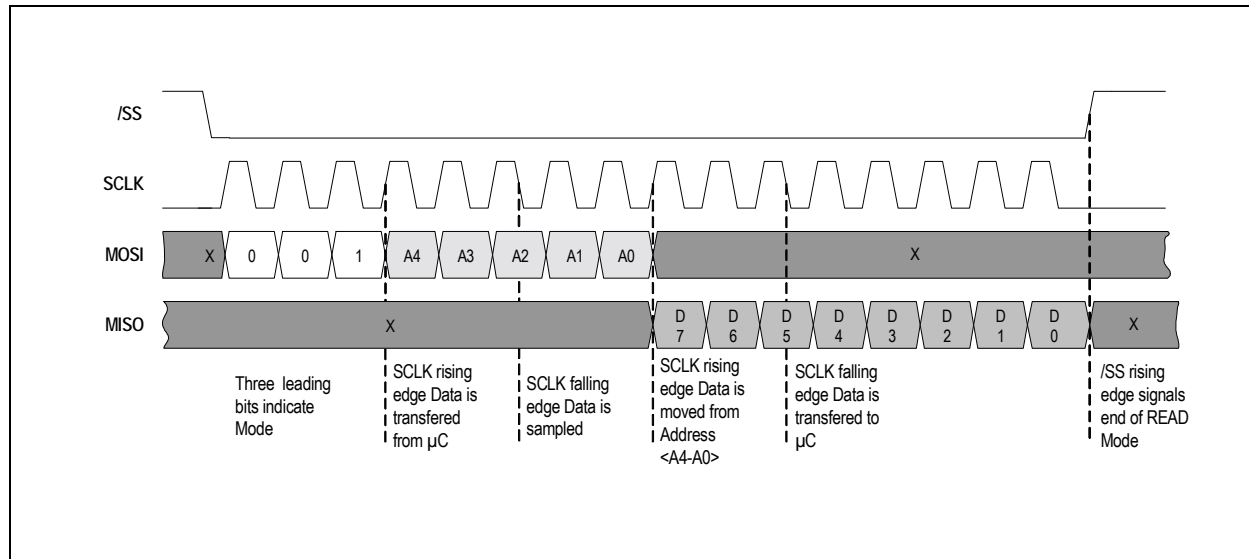 /SS
SCLK
MOSI
X 0 0 1 A4 A3 A2 A1 A0 X
MISO
X D D D D D D D D X
7 6 5 4 3 2 1 0
Three leading
bits indicate
Mode
SCLK rising
edge Data is
transfered
from µC
SCLK falling
edge Data is
sampled
SCLK rising
edge Data is
moved from
Address
<A4-A0>
SCLK falling
edge Data is
transfered to
µC
/SS rising
edge signals
end of READ
Mode